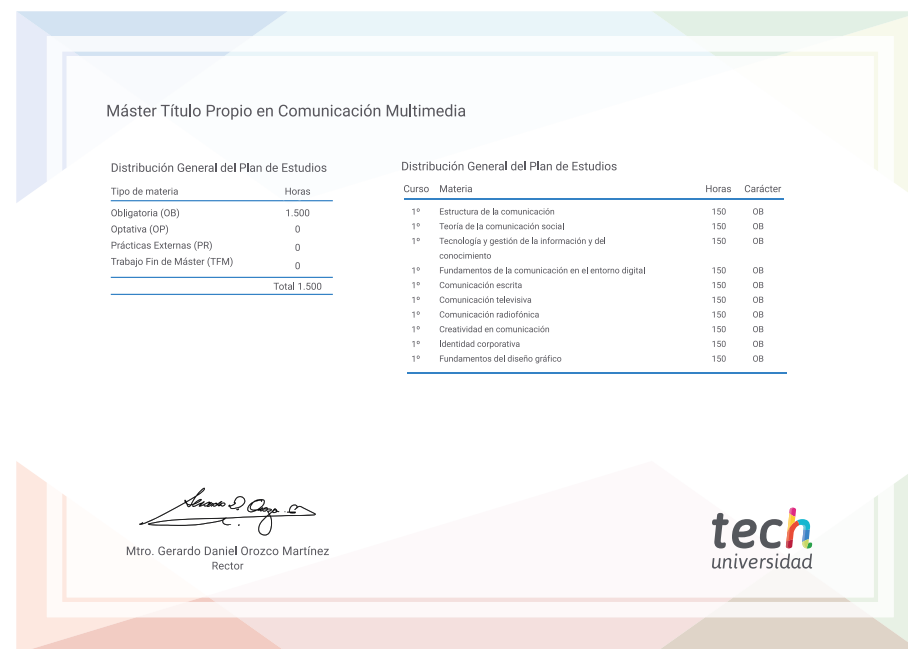 Máster Título Propio en Comunicación Multimedia
Distribución General del Plan de Estudios
Tipo de materia Horas
Obligatoria (OB) 1.500
Optativa (OP) 0
Prácticas Externas (PR) 0
Trabajo Fin de Máster (TFM) 0
Total 1.500
Distribución General del Plan de Estudios
Curso Materia Horas Carácter
1º Estructura de la comunicación 150 OB
1º Teoría de la comunicación social 150 OB
1º Tecnología y gestión de la información y del 150 OB
conocimiento
1º Fundamentos de la comunicación en el entorno digital 150 OB
1º Comunicación escrita 150 OB
1º Comunicación televisiva 150 OB
1º Comunicación radiofónica 150 OB
1º Creatividad en comunicación 150 OB
1º Identidad corporativa 150 OB
1º Fundamentos del diseño gráfico 150 OB
Mtro. Gerardo Daniel Orozco Martínez
Rector
tech
universidad